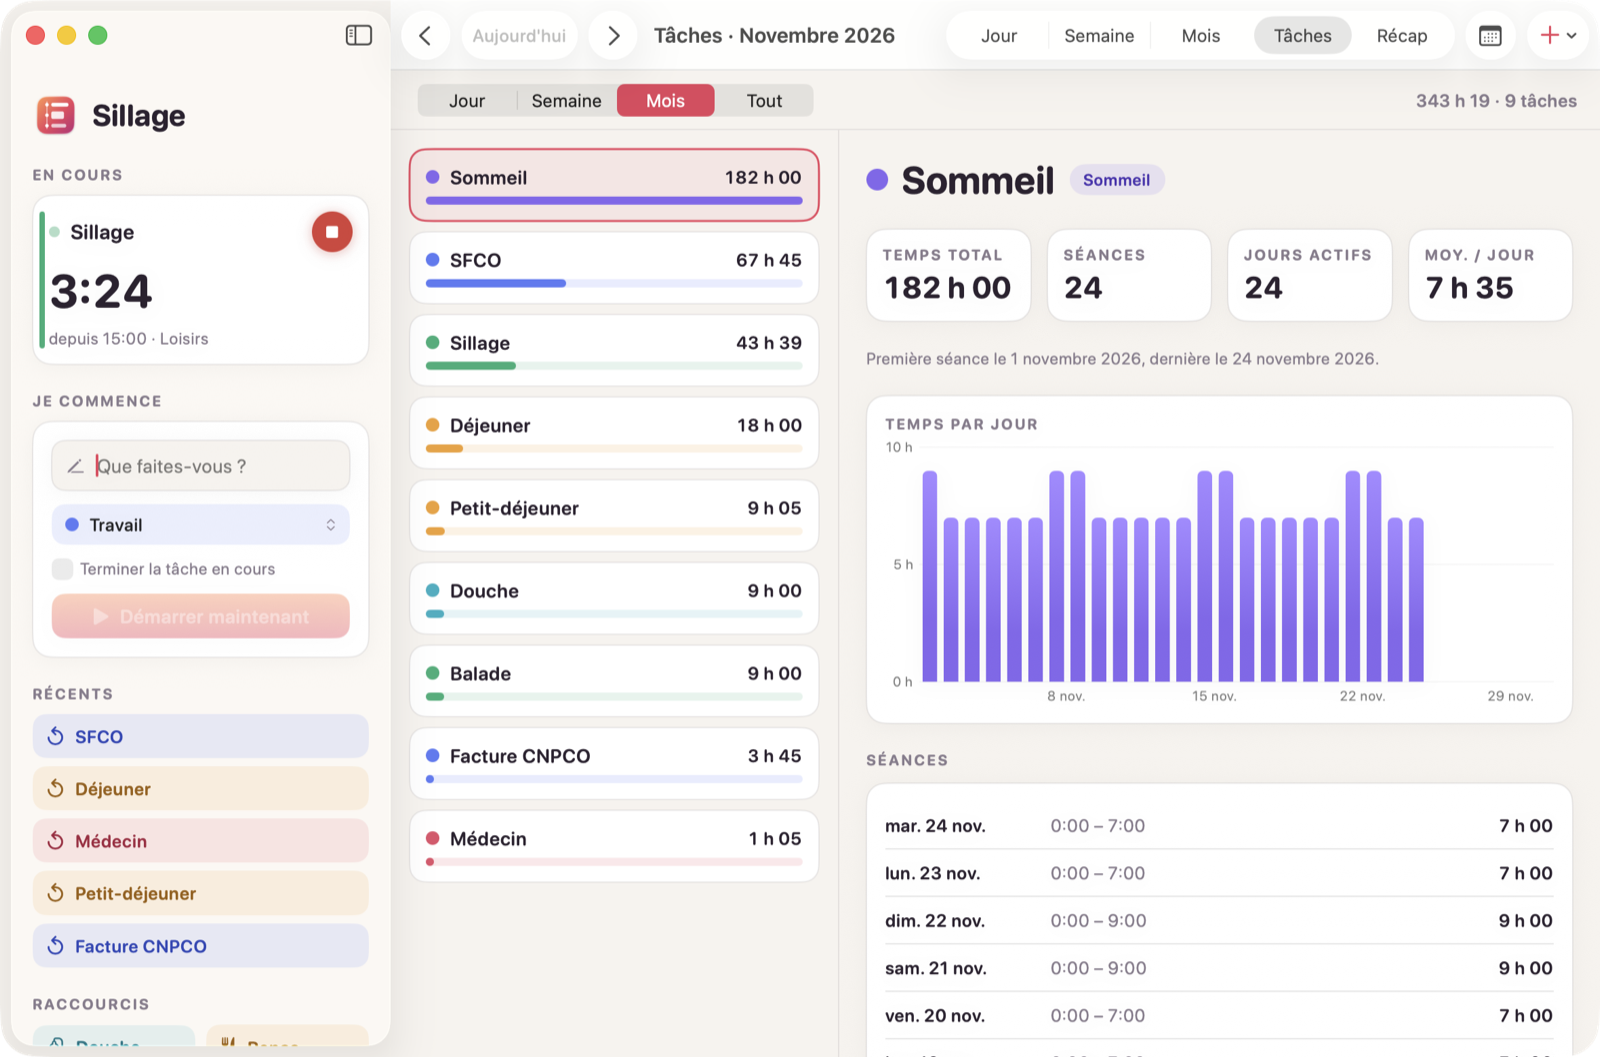 Sillage
EN COURS
Sillage
3:24
depuis 15:00 · Loisirs
JE COMMENCE
Que faites-vous ?
Travail
Terminer la tâche en cours
Démarrer maintenant
RÉCENTS
SFCO
Déjeuner
Médecin
Petit-déjeuner
Facture CNPCO
RACCOURCIS
Douche
Aujourd'hui
Tâches · Novembre 2026
Jour Semaine Mois Tâches Récap
Jour Semaine Mois Tout
343 h 19 · 9 tâches
Sommeil 182 h 00
SFCO 67 h 45
Sillage 43 h 39
Déjeuner 18 h 00
Petit-déjeuner 9 h 05
Douche 9 h 00
Balade 9 h 00
Facture CNPCO 3 h 45
Médecin 1 h 05
Sommeil Sommeil
TEMPS TOTAL SÉANCES JOURS ACTIFS MOY. / JOUR
182 h 00 24 24 7 h 35
Première séance le 1 novembre 2026, dernière le 24 novembre 2026.
TEMPS PAR JOUR
10 h
5 h
0 h
8 nov. 15 nov. 22 nov. 29 nov.
SÉANCES
mar. 24 nov. 0:00 – 7:00 7 h 00
lun. 23 nov. 0:00 – 7:00 7 h 00
dim. 22 nov. 0:00 – 9:00 9 h 00
sam. 21 nov. 0:00 – 9:00 9 h 00
ven. 20 nov. 0:00 – 7:00 7 h 00